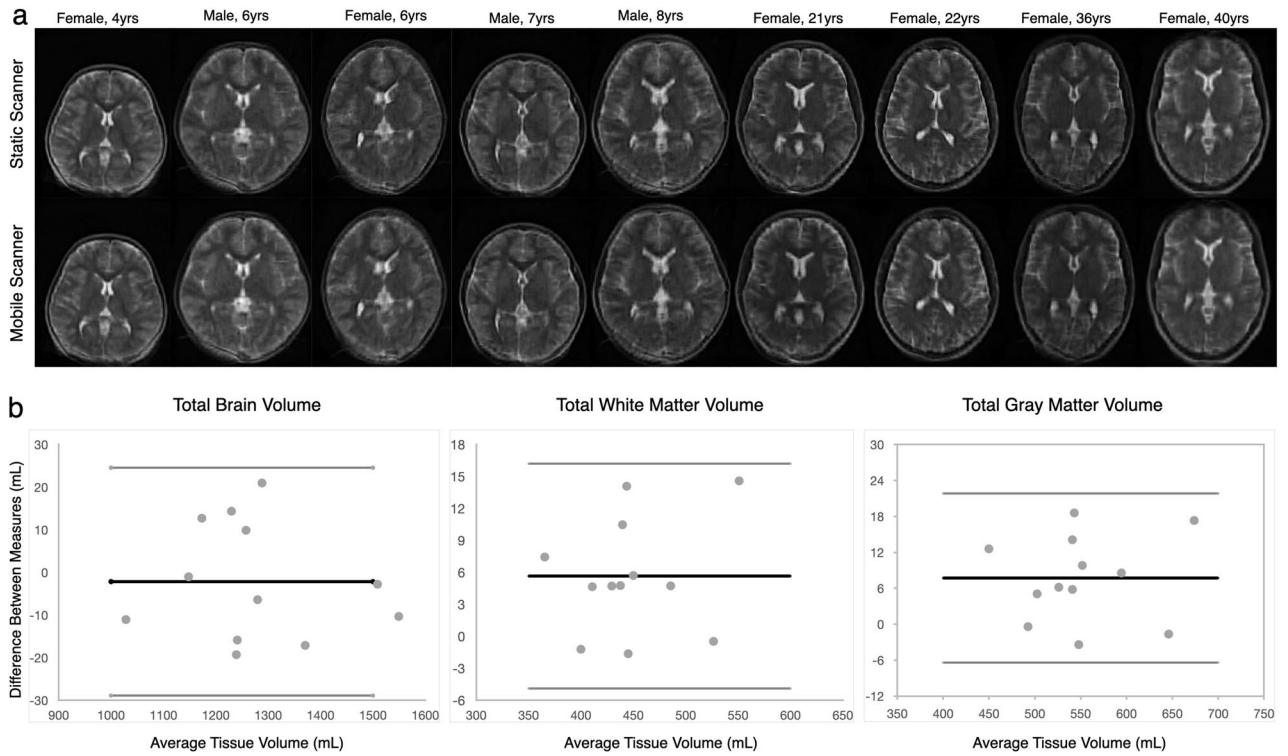 a
Female, 4yrs Male, 6yrs Female, 6yrs Male, 7yrs Male, 8yrs Female, 21yrs Female, 22yrs Female, 36yrs Female, 40yrs
Static Scanner
Mobile Scanner
b
Total Brain Volume Total White Matter Volume Total Gray Matter Volume
Difference Between Measures (mL)
30
20
10
0
-10
-20
-30
900 1000 1100 1200 1300 1400 1500 1600
Average Tissue Volume (mL)
18
15
12
9
6
3
0
-3
-6
300 350 400 450 500 550 600 650
Average Tissue Volume (mL)
30
24
18
12
6
0
-6
-12
350 400 450 500 550 600 650 700 750
Average Tissue Volume (mL)